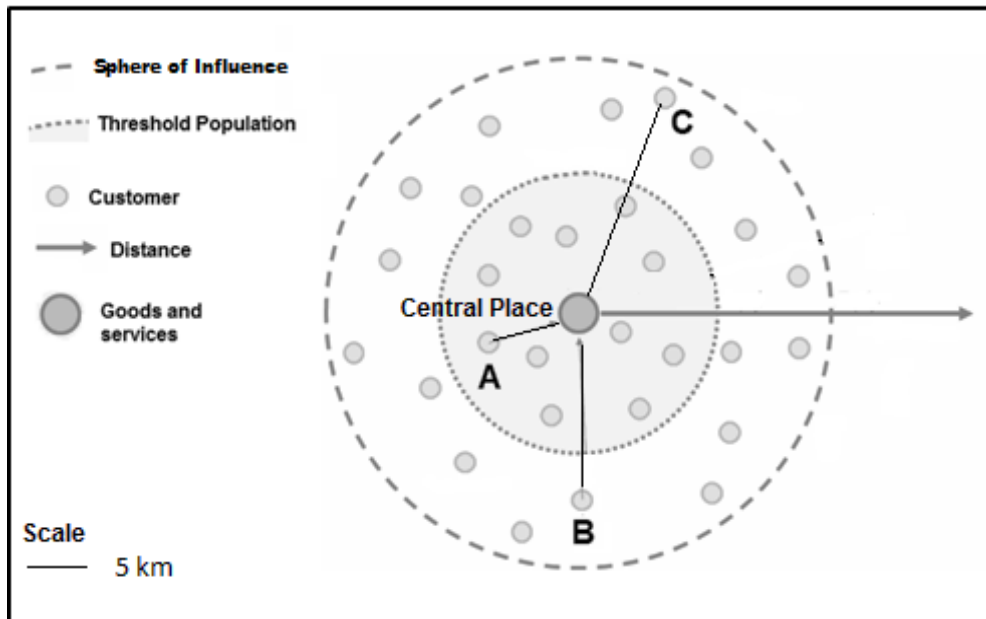 Sphere of Influence
Threshold Population
Customer
Distance
Goods and
services
Central Place
A
B
C
Scale
5 km